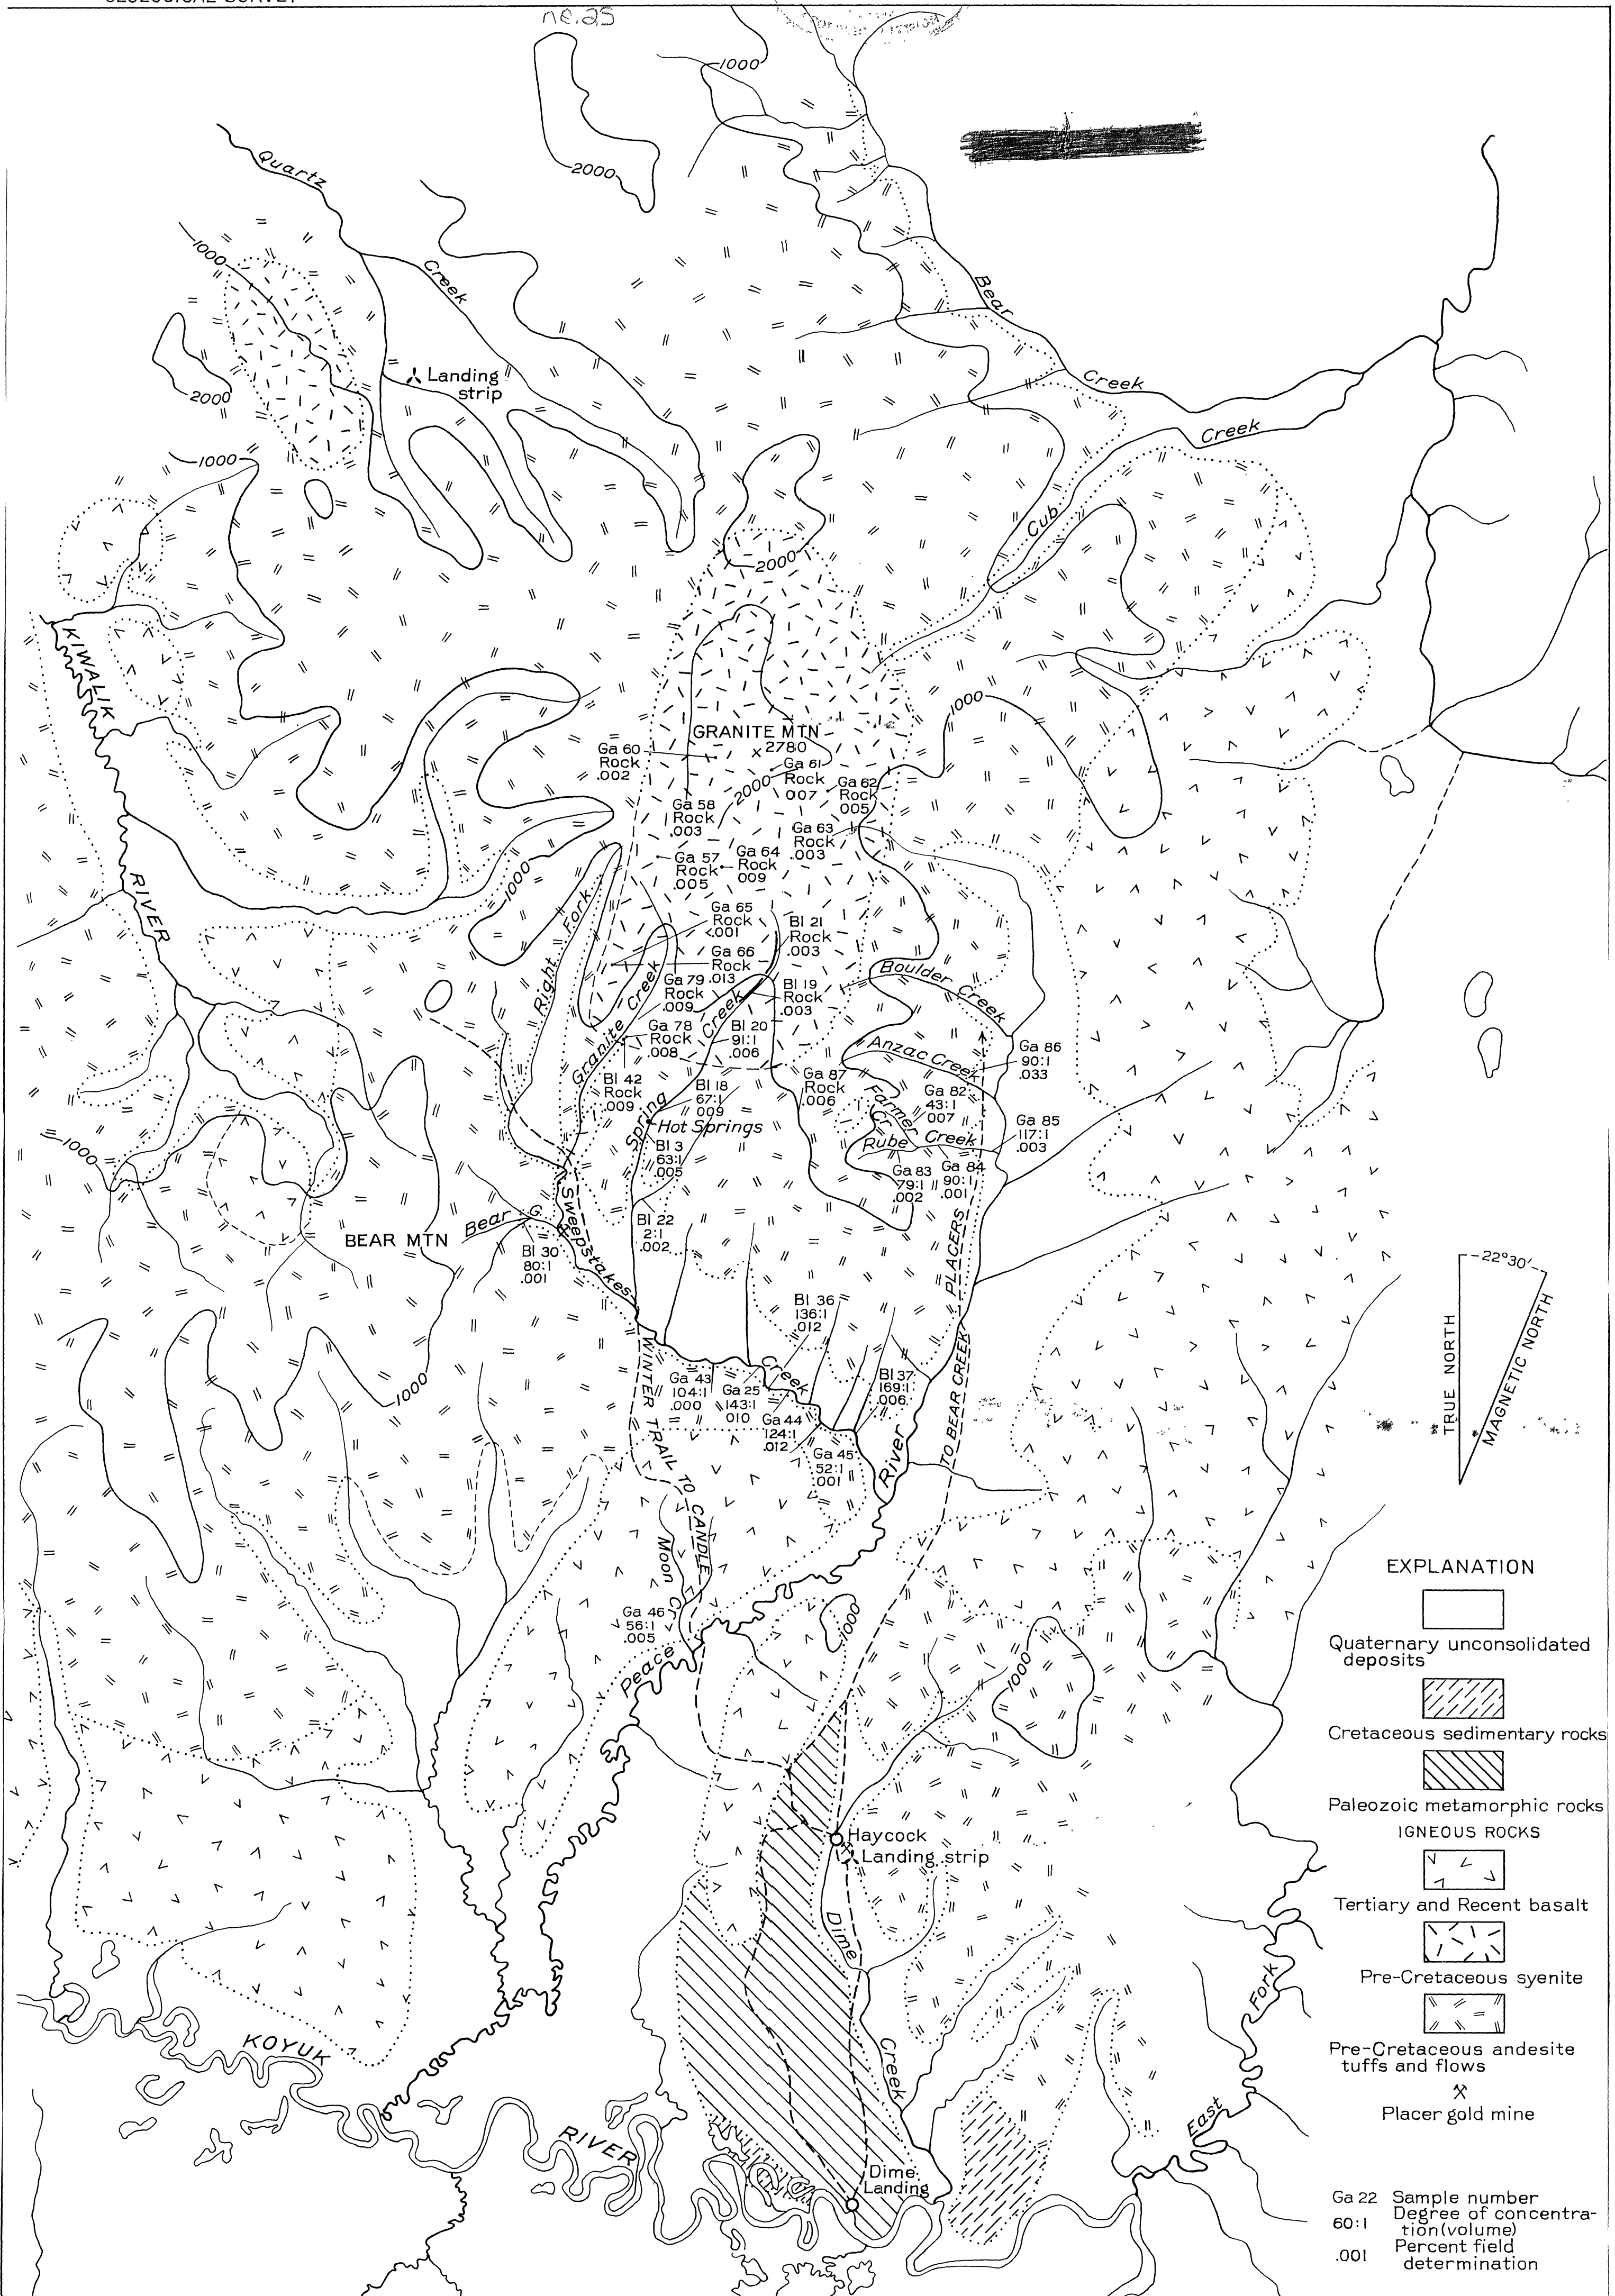 1000
2000
Quartz
1000
Creek
Bear
Landing
strip
2000
Creek
Creek
1000
Cub
2000
KIWALIK
1000
GRANITE MTN
x 2780
Ga 60
Rock
.002
Ga 61
Rock
007
2000
Ga 62
Rock
005
Ga 58
Rock
.003
Ga 63
Rock
.003
Ga 57
Rock
.005
Ga 64
Rock
009
1000
RIVER
Right Fork
Ga 65
Rock
<.001
Bl 21
Rock
.003
Ga 66
Rock
.013
Boulder Creek
Ga 79
Rock
.009
Bl 19
Rock
.003
Granite Creek
Ga 78
Rock
.008
Bl 20
91:1
.006
Anzac Creek
Ga 86
90:1
.033
Bl 42
Rock
.009
Bl 18
67:1
009
Ga 87
Rock
.006
Ga 82
43:1
007
Spring Creek
Hot Springs
Rube Creek
Ga 85
117:1
.003
1000
Bl 3
63:1
.005
Ga 83
79:1
.002
Ga 84
90:1
.001
BEAR MTN
Bear C.
Sweepstakes
Bl 22
2:1
.002
Bl 30
80:1
.001
22°30'
TRUE NORTH
MAGNETIC NORTH
Bl 36
136:1
.012
TO BEAR CREEK PLACERS
Creek
Ga 43
104:1
.000
Ga 25
143:1
010
Bl 37
169:1
.006
1000
Ga 44
124:1
.012
Ga 45
52:1
.001
River
WINTER TRAIL TO CANDLE
Moon
Ga 46
56:1
.005
Peace
1000
1000
Haycock
Landing strip
Dime
Creek
KOYUK
RIVER
Dime
Landing
East
Fork
EXPLANATION
Quaternary unconsolidated
deposits
Cretaceous sedimentary rocks
Paleozoic metamorphic rocks
IGNEOUS ROCKS
Tertiary and Recent basalt
Pre-Cretaceous syenite
Pre-Cretaceous andesite
tuffs and flows
Placer gold mine
Ga 22 Sample number
60:1 Degree of concentra-
tion(volume)
.001 Percent field
determination